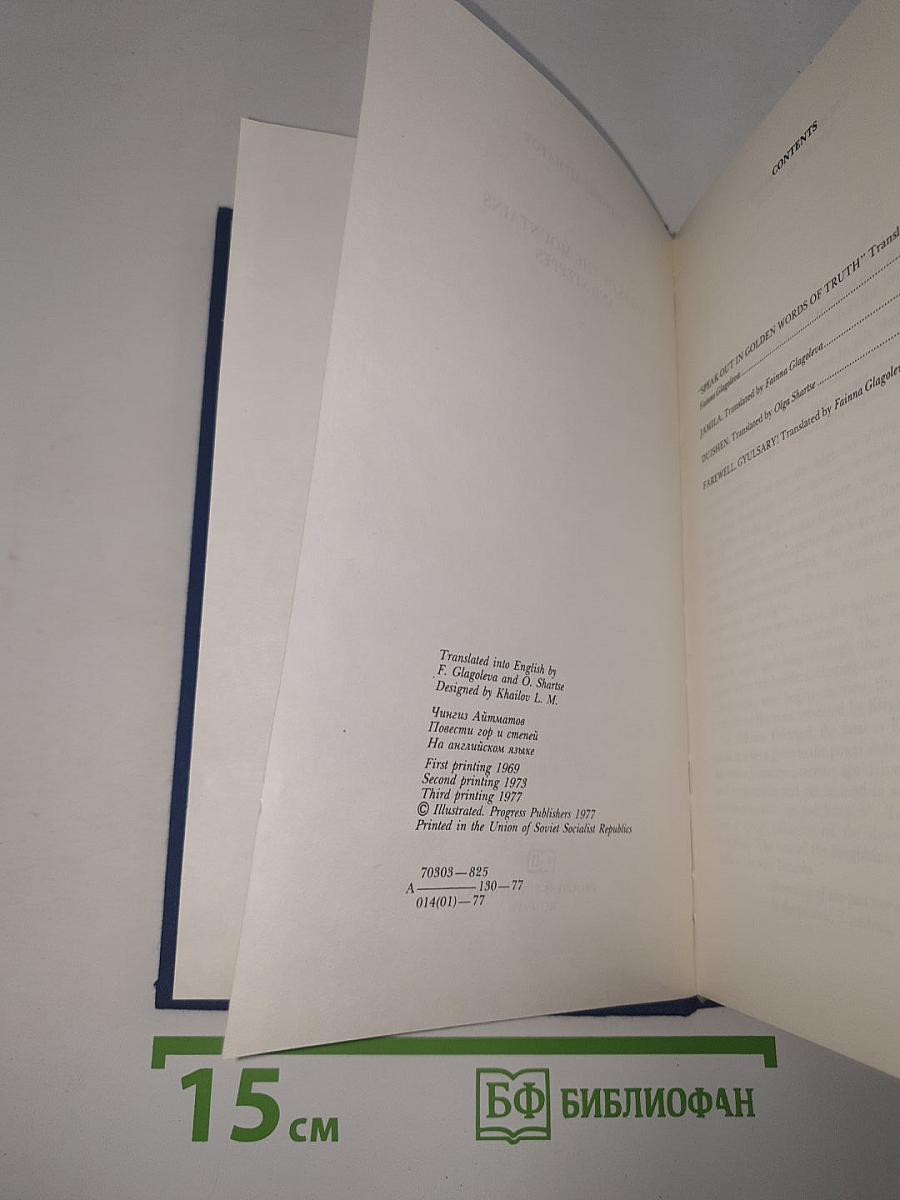 Translated into English by
F. Glagoleva and O. Shartse
Designed by Khailov L. M.
Чингиз Айтматов
Повести гор и степей
На английском языке
First printing 1969
Second printing 1973
Third printing 1977
© Illustrated. Progress Publishers 1977
Printed in the Union of Soviet Socialist Republics
70303—825
А————130—77
014(01)—77
CONTENTS
"SPEAK OUT IN GOLDEN WORDS OF TRUTH" Transl
Fainna Glagoleva
JAMILA. Translated by Fainna Glagoleva
DUISHEN. Translated by Olga Shartse
FAREWELL, GYULSARY! Translated by Fainna Glagolev
15 см
БФ БИБЛИОФАН